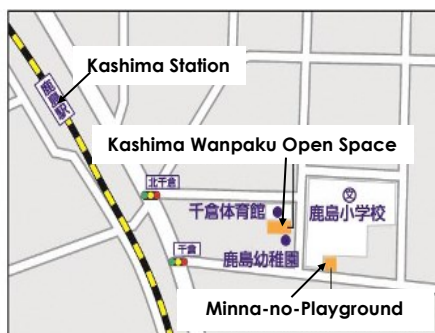 Kashima Station
鹿島駅
Kashima Wanpaku Open Space
北千倉
千倉体育館
鹿島小学校
千倉
鹿島幼稚園
Minna-no-Playground